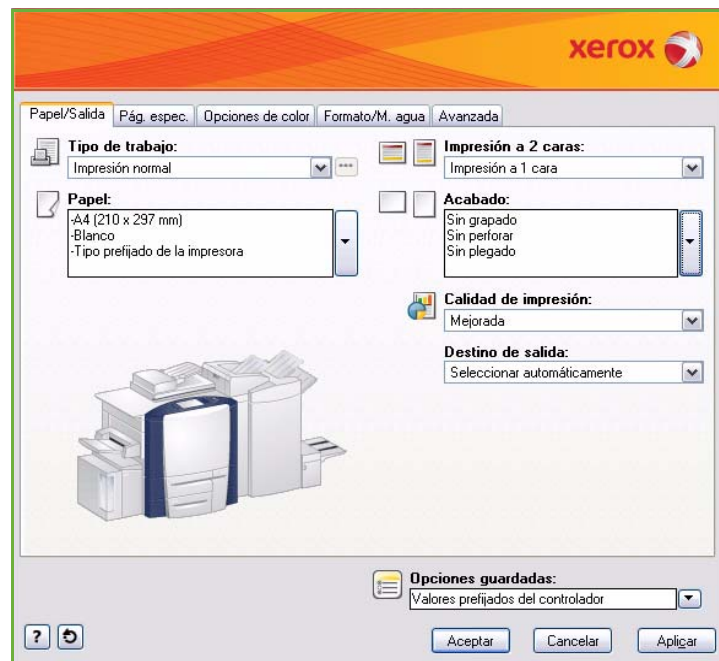 xerox
Papel/Salida Pág. espec. Opciones de color Formato/M. agua Avanzada
Tipo de trabajo:
Impresión normal
Papel:
-A4 (210 x 297 mm)
-Blanco
-Tipo prefijado de la impresora
Impresión a 2 caras:
Impresión a 1 cara
Acabado:
Sin grapado
Sin perforar
Sin plegado
Calidad de impresión:
Mejorada
Destino de salida:
Seleccionar automáticamente
Opciones guardadas:
Valores prefijados del controlador
? Aceptar Cancelar Aplicar